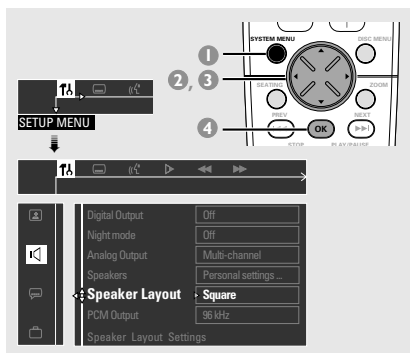 SYSTEM MENU
DISC MENU
1
2, 3
SEATING
ZOOM
PREV
NEXT
4
OK
STOP
PLAY/PAUSE
SETUP MENU
Digital Output Off
Night mode Off
Analog Output Multi-channel
Speakers Personal settings ...
Speaker Layout Square
PCM Output 96 kHz
Speaker Layout Settings